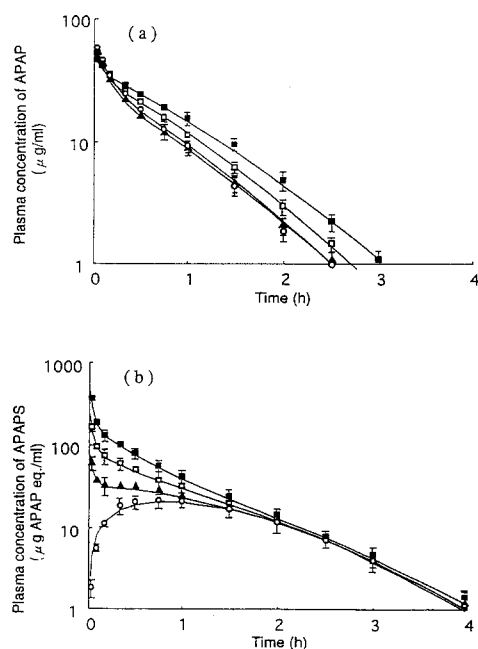 ( a )
Plasma concentration of APAP
( μ g/ml)
100
10
1
0
1
2
3
4
Time (h)
( b )
Plasma concentration of APAPS
( μ g APAP eq./ml)
1000
100
10
1
0
1
2
3
4
Time (h)